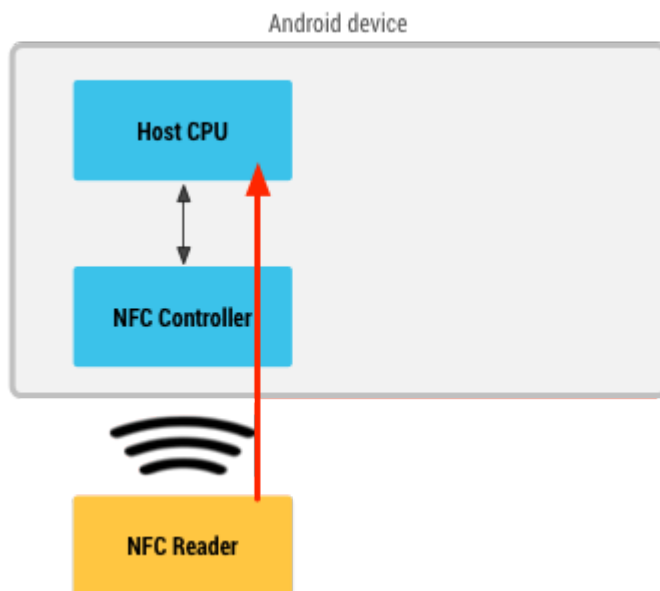 Android device
Host CPU
NFC Controller
NFC Reader